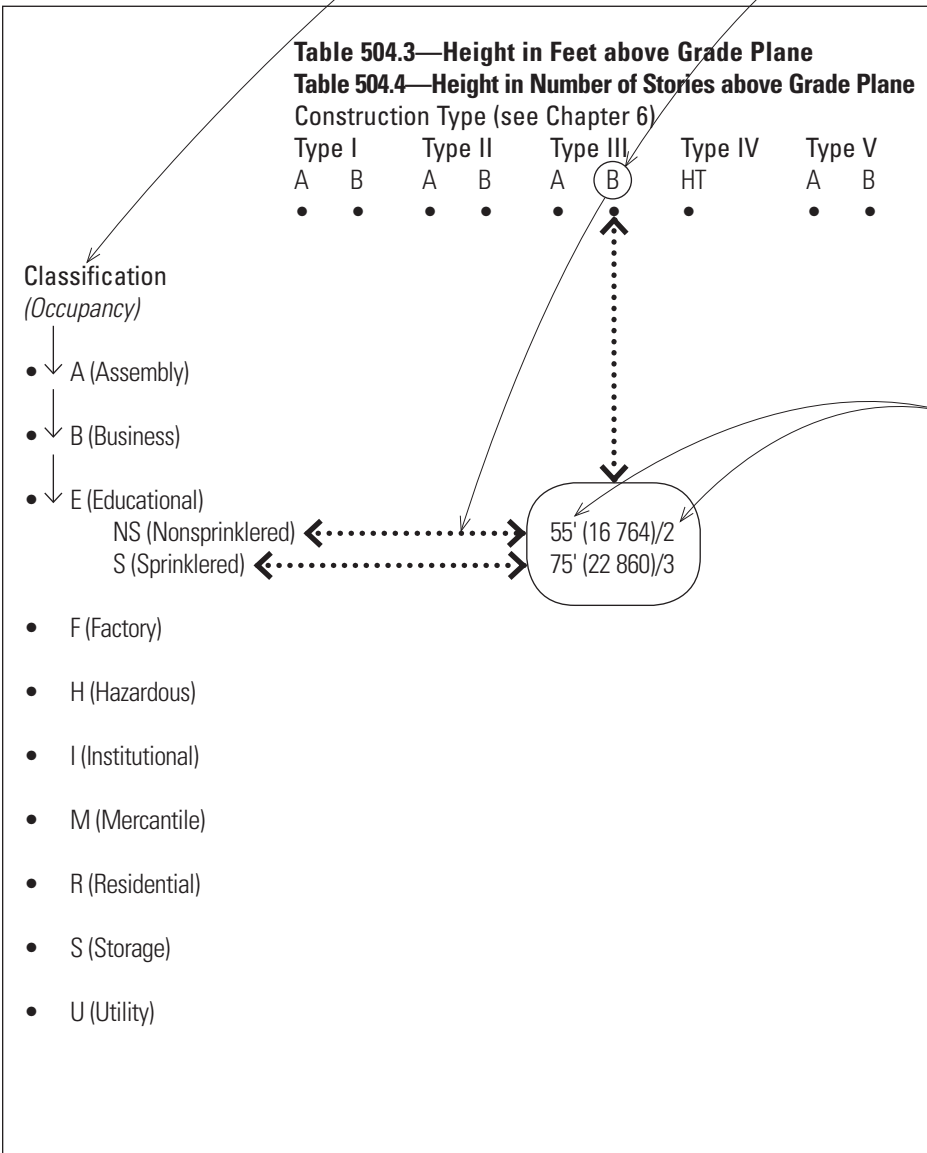 Table 504.3—Height in Feet above Grade Plane
Table 504.4—Height in Number of Stories above Grade Plane
Construction Type (see Chapter 6)
Type I Type II Type III Type IV Type V
A B A B A B HT A B
• • • • • • • • •
Classification
(Occupancy)
• A (Assembly)
• B (Business)
• E (Educational)
NS (Nonsprinklered) 55' (16 764)/2
S (Sprinklered) 75' (22 860)/3
• F (Factory)
• H (Hazardous)
• I (Institutional)
• M (Mercantile)
• R (Residential)
• S (Storage)
• U (Utility)